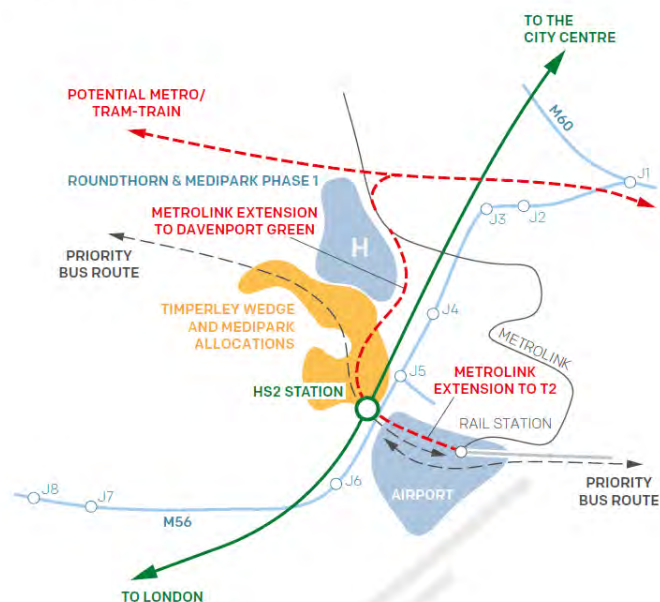 TO THE
CITY CENTRE
POTENTIAL METRO/
TRAM-TRAIN
M60
J1
ROUNDTHORN & MEDIPARK PHASE 1
J3
J2
METROLINK EXTENSION
TO DAVENPORT GREEN
H
PRIORITY
BUS ROUTE
TIMPERLEY WEDGE
AND MEDIPARK
ALLOCATIONS
J4
METROLINK
J5
HS2 STATION
METROLINK
EXTENSION TO T2
RAIL STATION
J6
AIRPORT
PRIORITY
BUS ROUTE
J8
J7
M56
TO LONDON